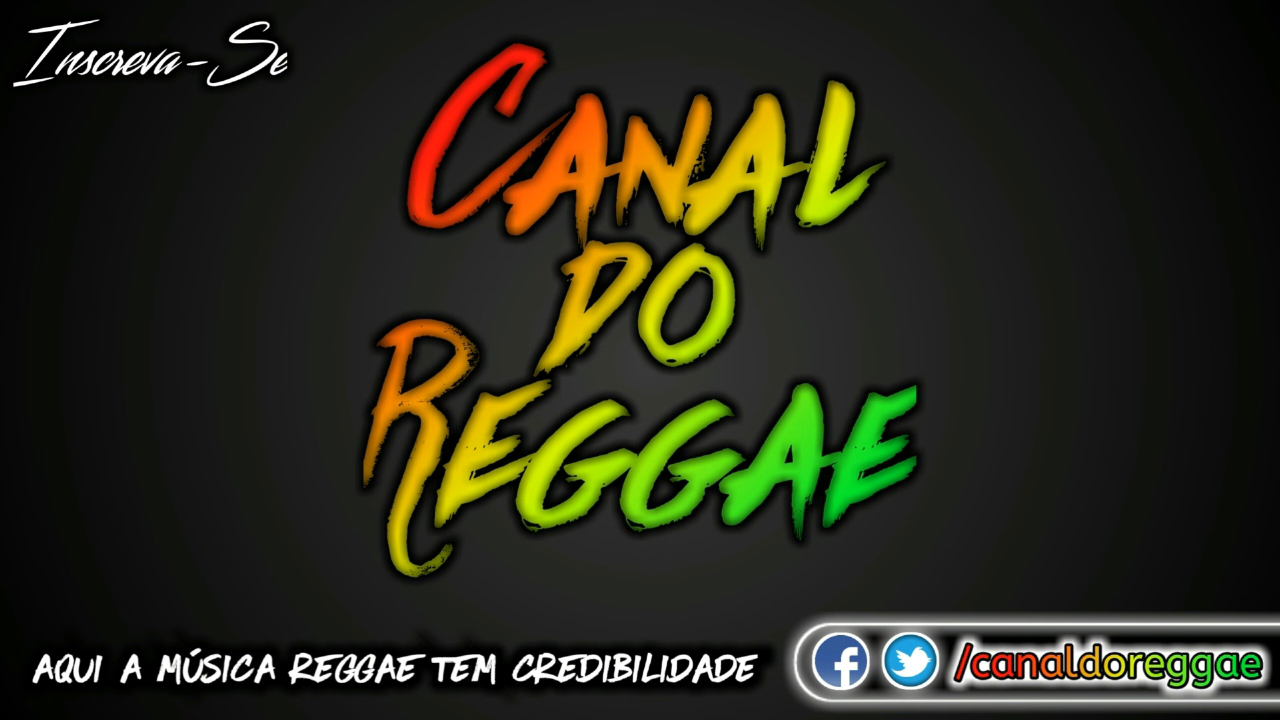 Inscreva-Se
Canal
do
Reggae
AQUI A MÚSICA REGGAE TEM CREDIBILIDADE
/canaldoreggae